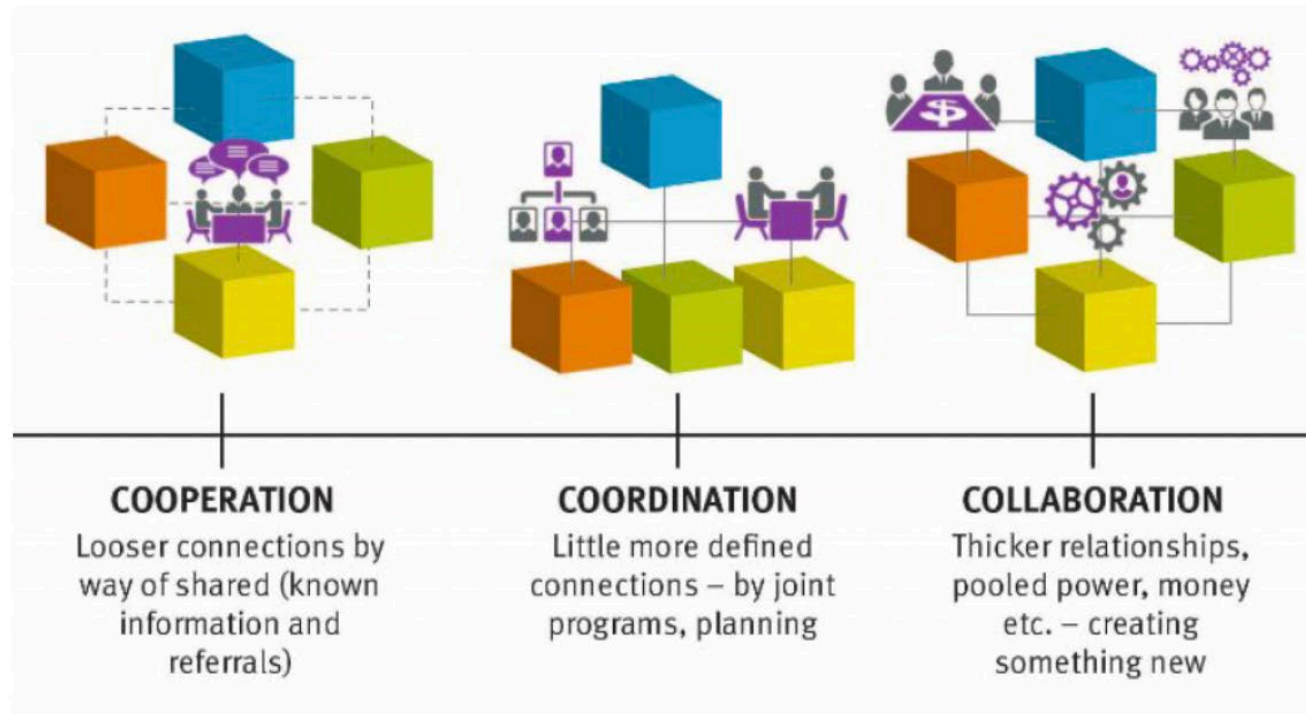 COOPERATION
Looser connections by
way of shared (known
information and
referrals)
COORDINATION
Little more defined
connections – by joint
programs, planning
COLLABORATION
Thicker relationships,
pooled power, money
etc. – creating
something new
$